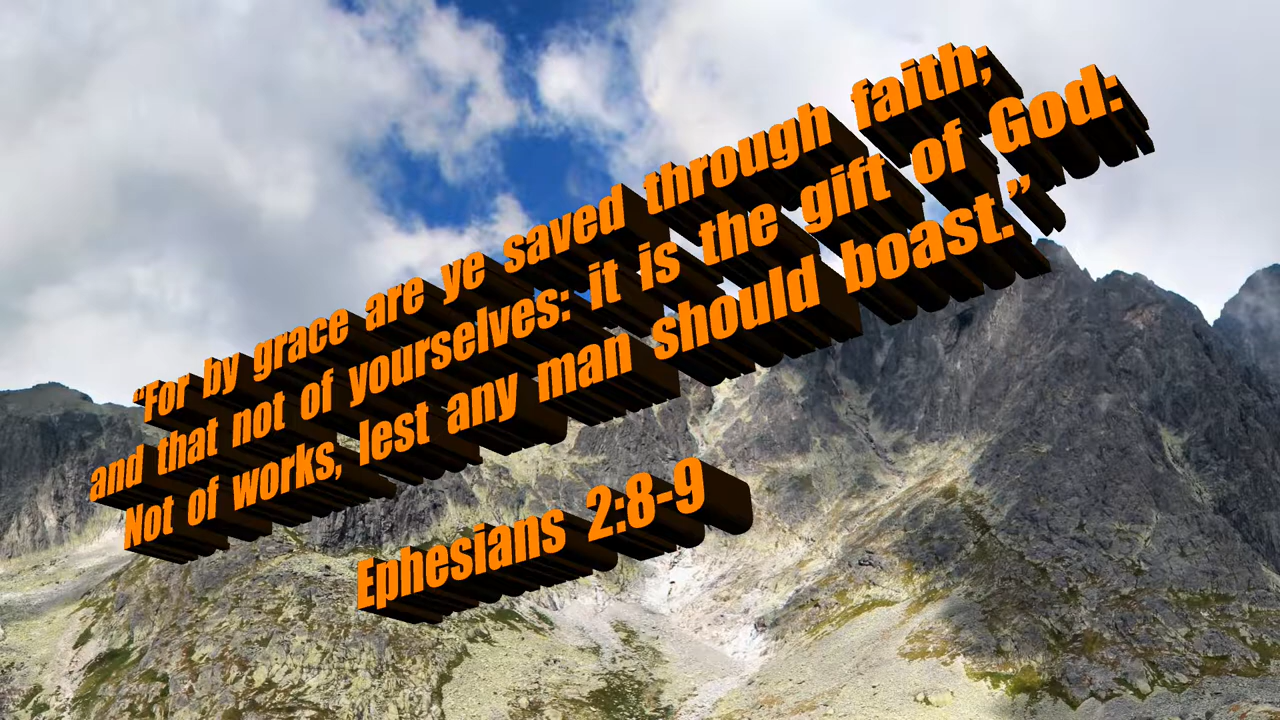 “For by grace are ye saved through faith;
and that not of yourselves: it is the gift of God:
Not of works, lest any man should boast.”
Ephesians 2:8-9